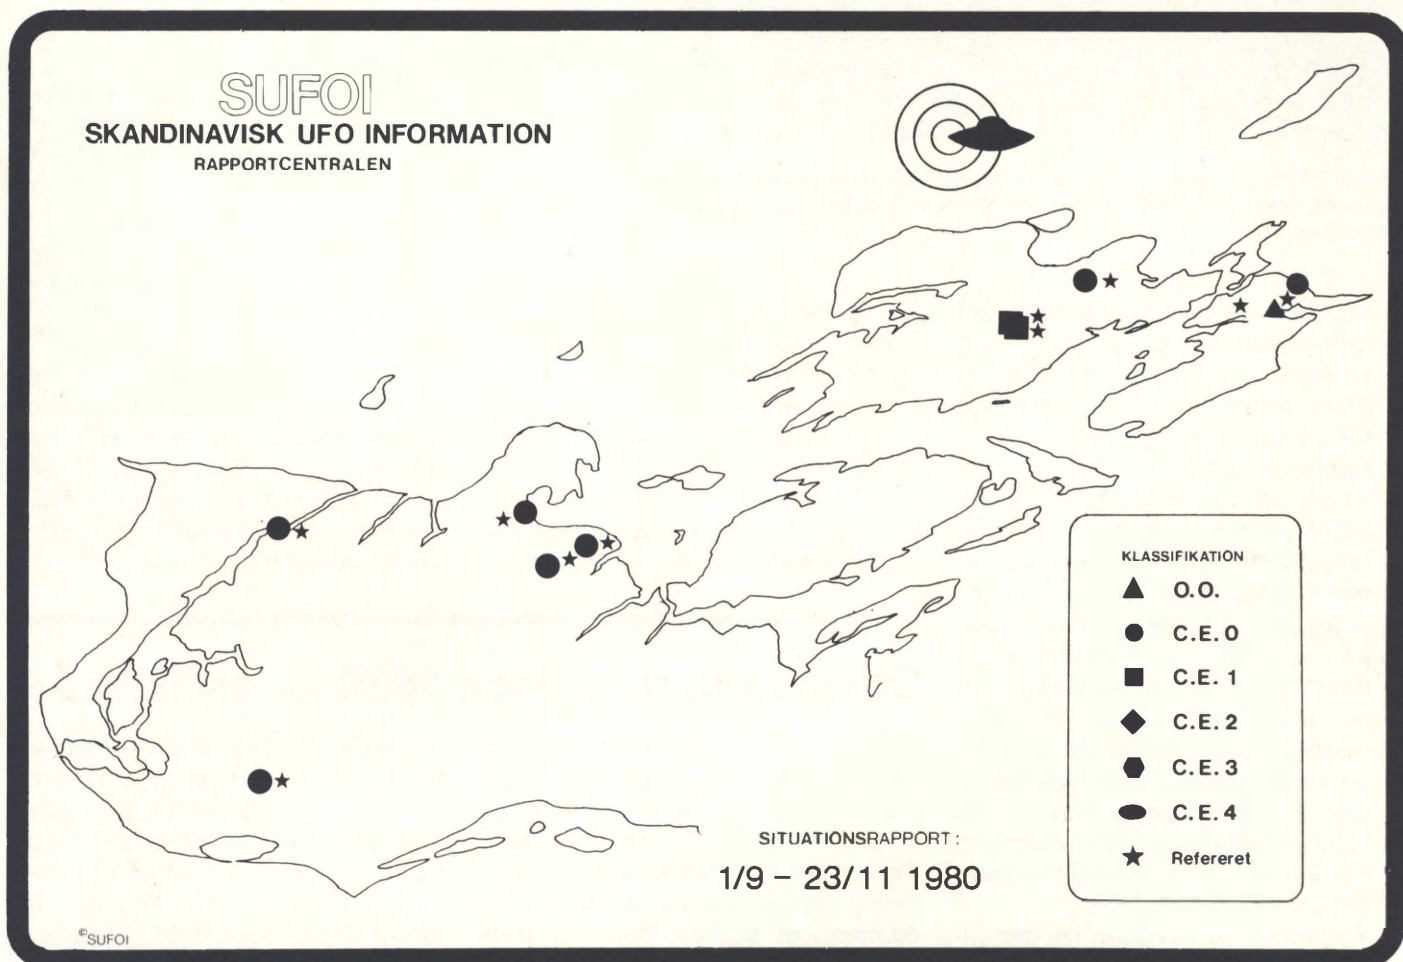 SUFOI
SKANDINAVISK UFO INFORMATION
RAPPORTCENTRALEN
KLASSIFIKATION
O.O.
C.E.0
C.E.1
C.E.2
C.E.3
C.E.4
Refereret
SITUATIONSRAPPORT:
1/9 – 23/11 1980
©SUFOI